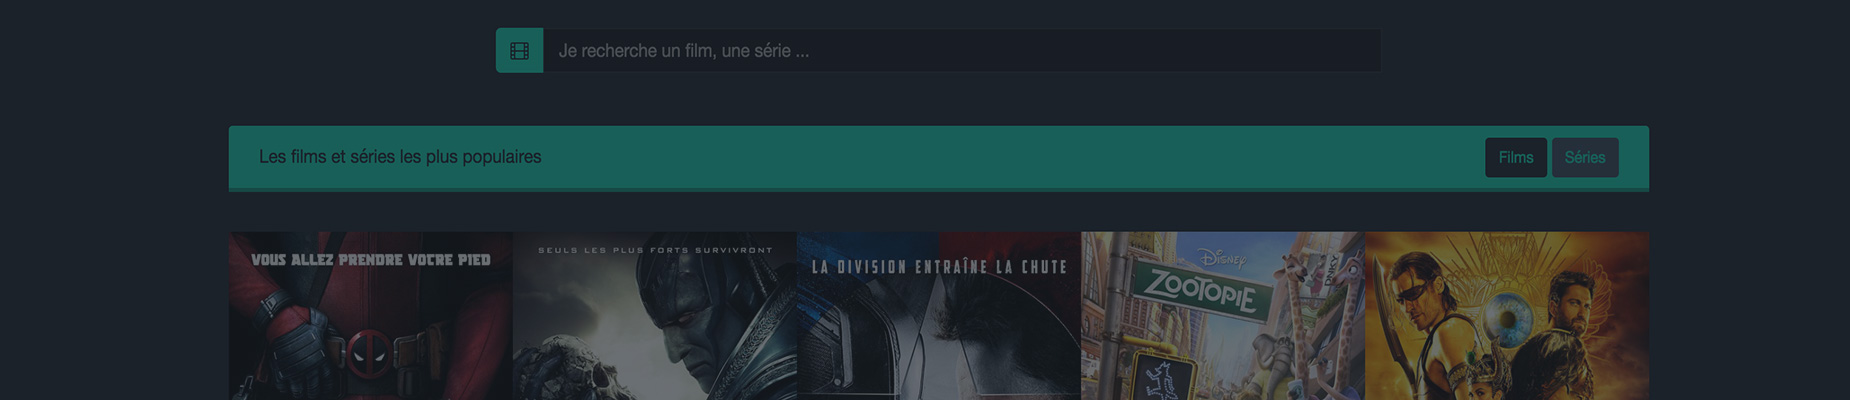 Je recherche un film, une série ...
Les films et séries les plus populaires
Films
Séries
VOUS ALLEZ PRENDRE VOTRE PIED
SEULS LES PLUS FORTS SURVIVRONT
LA DIVISION ENTRAÎNE LA CHUTE
DISNEY
ZOOTOPIE